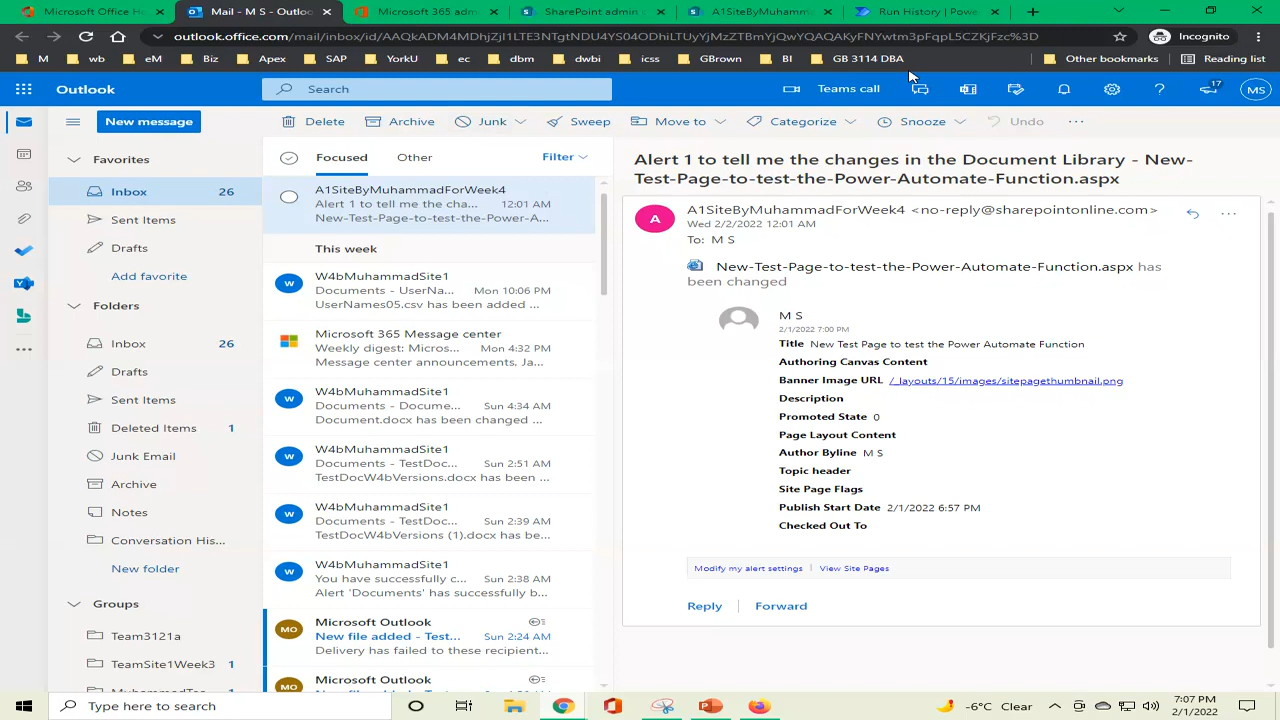 Microsoft Office He
Mail - M S - Outloo
Microsoft 365 adm
SharePoint admin
A1SiteByMuhamma
Run History | Powe
outlook.office.com/mail/inbox/id/AAQkADM4MDhjZjI1LTE3NTgtNDU4YS04ODhiLTUyYjMzZTBmYWQAQAKyFNYwtm3pFqpL5CZKjFzc%3D
Incognito
M
wb
eM
Biz
Apex
SAP
YorkU
ec
dbm
dwbi
icss
GBrown
BI
GB 3114 DBA
Other bookmarks
Reading list
Outlook
Search
Teams call
17
MS
New message
Delete
Archive
Junk
Sweep
Move to
Categorize
Snooze
Undo
Favorites
Inbox 26
Sent Items
Drafts
Add favorite
Folders
Inbox 26
Drafts
Sent Items
Deleted Items 1
Junk Email
Archive
Notes
Conversation His...
New folder
Groups
Team3121a
TeamSite1Week3 1
Focused
Other
Filter
A1SiteByMuhammadForWeek4
Alert 1 to tell me the cha... 12:01 AM
New-Test-Page-to-test-the-Power-A...
This week
W
W4bMuhammadSite1
Documents - UserNa... Mon 10:06 PM
UserNames05.csv has been added ...
Microsoft 365 Message center
Weekly digest: Micros... Mon 4:32 PM
Message center announcements, Ja...
W
W4bMuhammadSite1
Documents - Docume... Sun 4:34 AM
Document.docx has been changed ...
W
W4bMuhammadSite1
Documents - TestDoc... Sun 2:51 AM
TestDocW4bVersions.docx has been ...
W
W4bMuhammadSite1
Documents - TestDoc... Sun 2:39 AM
TestDocW4bVersions (1).docx has be...
W
W4bMuhammadSite1
You have successfully c... Sun 2:38 AM
Alert 'Documents' has successfully b...
MO
Microsoft Outlook
New file added - Test... Sun 2:24 AM
Delivery has failed to these recipient...
MO
Microsoft Outlook
Alert 1 to tell me the changes in the Document Library - New-
Test-Page-to-test-the-Power-Automate-Function.aspx
A
A1SiteByMuhammadForWeek4 <no-reply@sharepointonline.com>
Wed 2/2/2022 12:01 AM
To: M S
New-Test-Page-to-test-the-Power-Automate-Function.aspx has
been changed
M S
2/1/2022 7:00 PM
Title New Test Page to test the Power Automate Function
Authoring Canvas Content
Banner Image URL /_layouts/15/images/sitepagethumbnail.png
Description
Promoted State 0
Page Layout Content
Author Byline M S
Topic header
Site Page Flags
Publish Start Date 2/1/2022 6:57 PM
Checked Out To
Modify my alert settings | View Site Pages
Reply
Forward
Type here to search
-6°C Clear
7:07 PM
2/1/2022